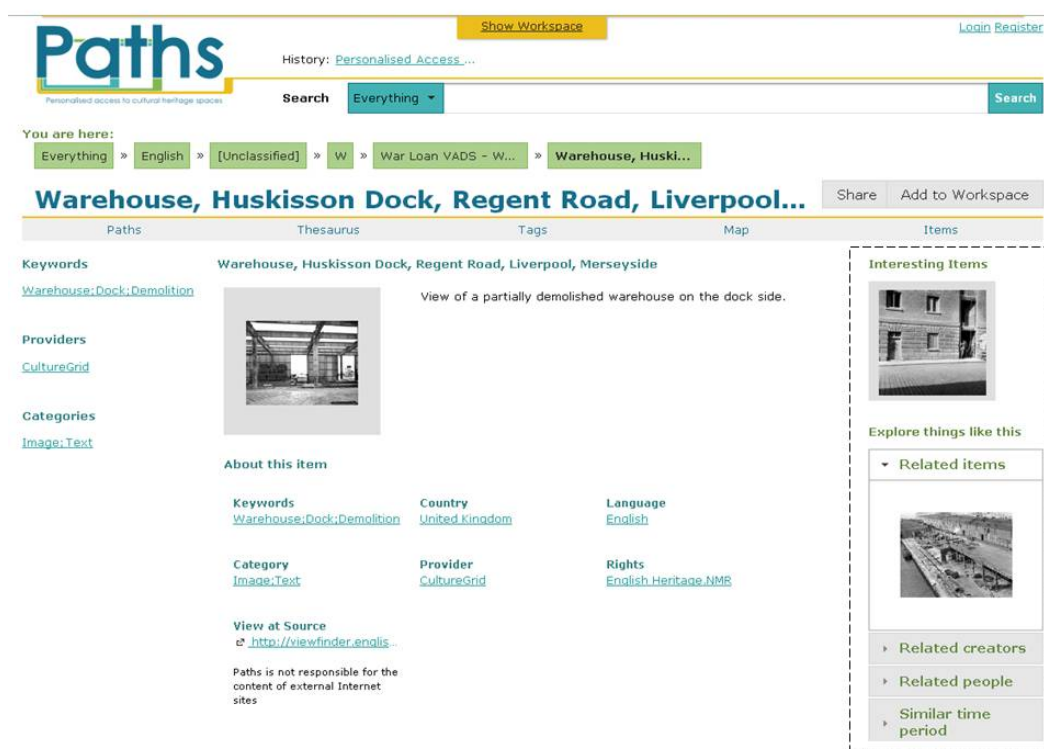 Show Workspace
Login Register
Paths
Personalised access to cultural heritage spaces
History: Personalised Access ...
Search Everything Search
You are here:
Everything » English » [Unclassified] » W » War Loan VADS - W... » Warehouse, Huski...
Warehouse, Huskisson Dock, Regent Road, Liverpool...
Share Add to Workspace
Paths Thesaurus Tags Map Items
Keywords
Warehouse;Dock;Demolition
Providers
CultureGrid
Categories
Image;Text
Warehouse, Huskisson Dock, Regent Road, Liverpool, Merseyside
View of a partially demolished warehouse on the dock side.
About this item
Keywords Country Language
Warehouse;Dock;Demolition United Kingdom English
Category Provider Rights
Image;Text CultureGrid English Heritage.NMR
View at Source
http://viewfinder.englis...
Paths is not responsible for the
content of external Internet
sites
Interesting Items
Explore things like this
Related items
Related creators
Related people
Similar time
period